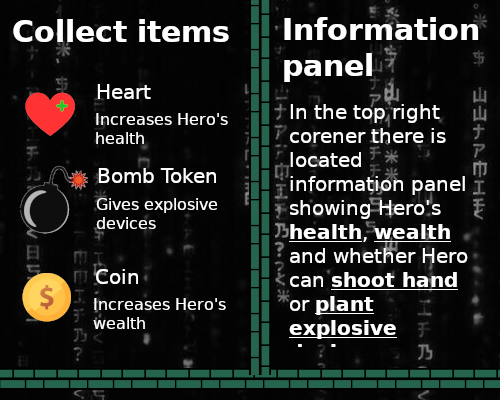 Collect items
Heart
Increases Hero's
health
Bomb Token
Gives explosive
devices
Coin
Increases Hero's
wealth
Information
panel
In the top right
corener there is
located
information panel
showing Hero's
health, wealth
and whether Hero
can shoot hand
or plant
explosive